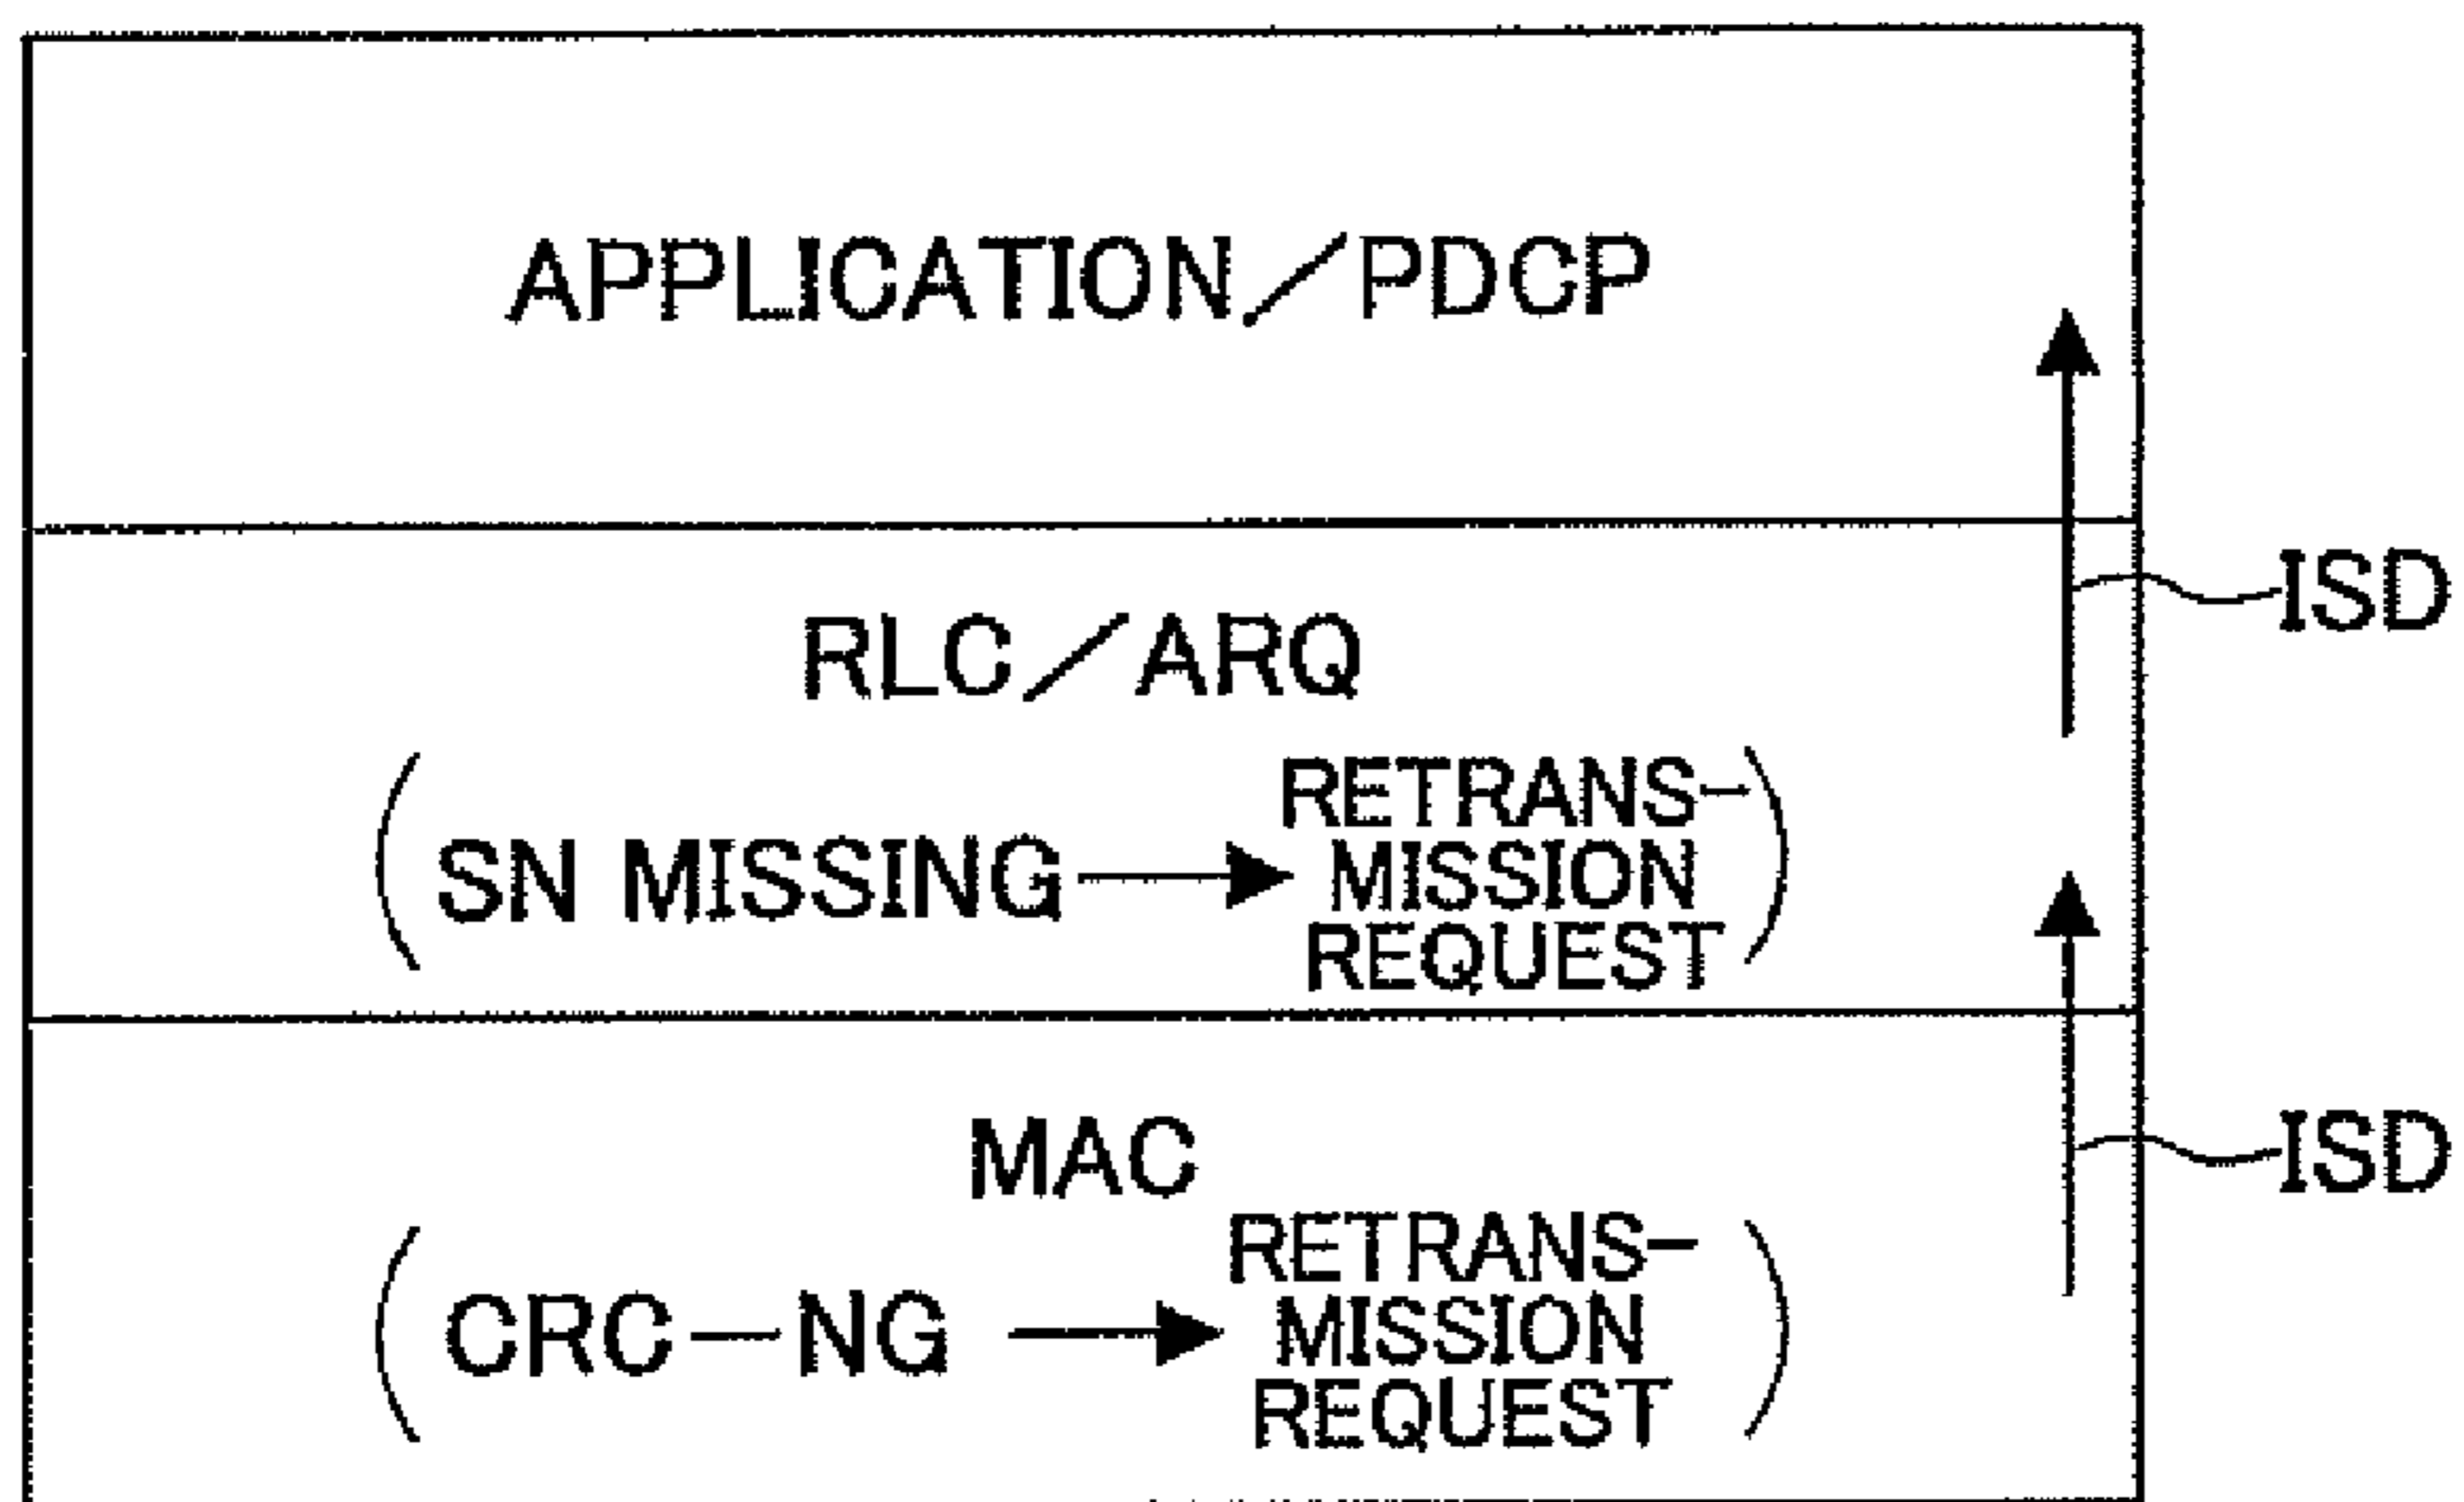 APPLICATION/PDCP
ISD
RLC/ARQ
SN MISSING → RETRANS-
MISSION
REQUEST
ISD
MAC
CRC-NG → RETRANS-
MISSION
REQUEST